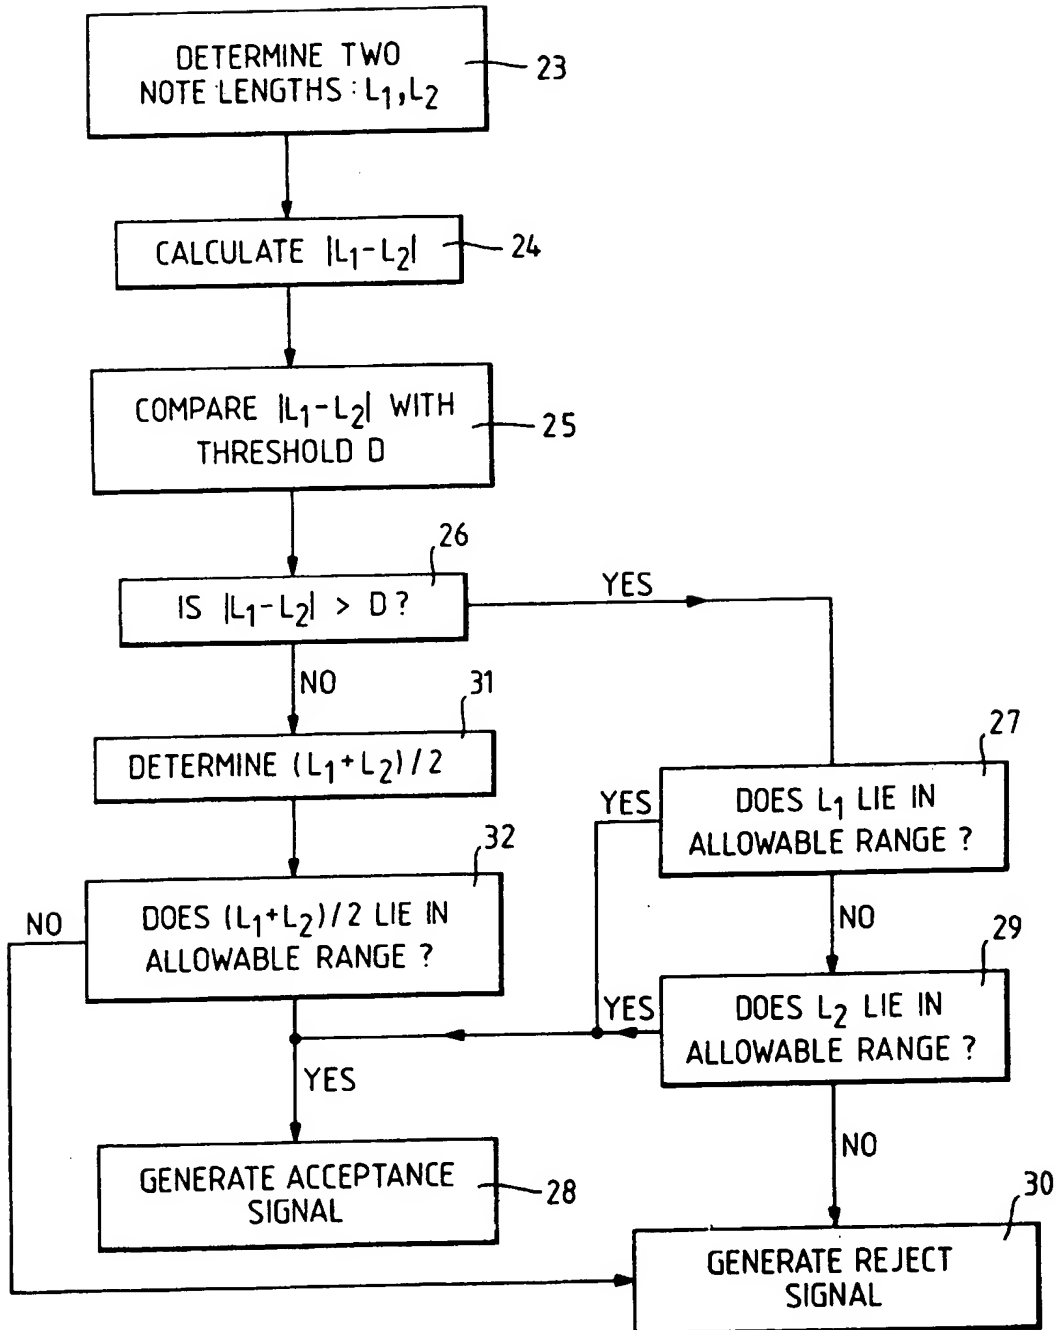 DETERMINE TWO
NOTE LENGTHS : L₁, L₂
23
CALCULATE |L₁-L₂|
24
COMPARE |L₁-L₂| WITH
THRESHOLD D
25
26
IS |L₁-L₂| > D ?
YES
NO
31
DETERMINE (L₁+L₂)/2
27
DOES L₁ LIE IN
ALLOWABLE RANGE ?
YES
NO
32
DOES (L₁+L₂)/2 LIE IN
ALLOWABLE RANGE ?
NO
29
DOES L₂ LIE IN
ALLOWABLE RANGE ?
YES
YES
NO
GENERATE ACCEPTANCE
SIGNAL
28
30
GENERATE REJECT
SIGNAL